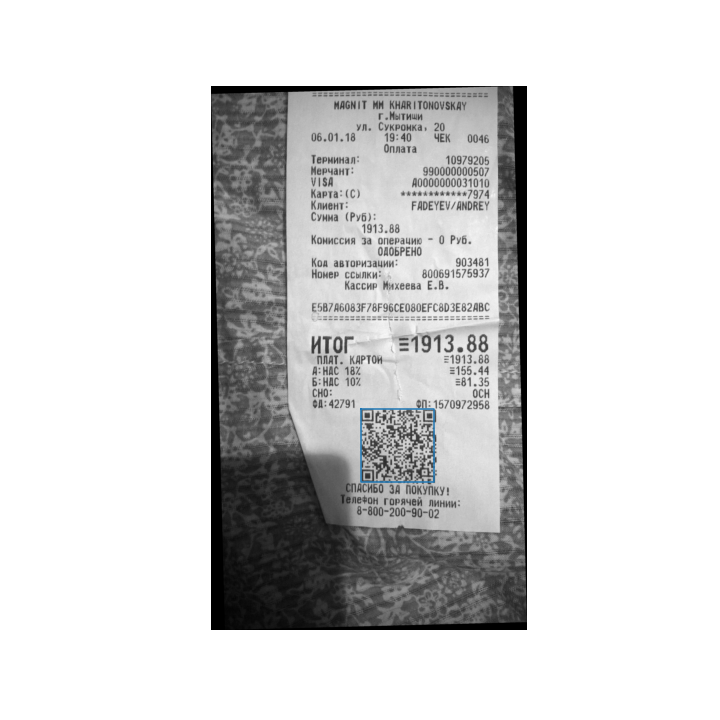 MAGNIT MM KHARITONOVSKAY
г.Мытищи
ул. Сукромка, 20
06.01.18 19:40 ЧЕК 0046
Оплата
Терминал: 10979205
Мерчант: 990000000507
VISA A0000000031010
Карта:(C) ************7974
Клиент: FADEYEV/ANDREY
Сумма (Руб):
1913.88
Комиссия за операцию - 0 Руб.
ОДОБРЕНО
Код авторизации: 903481
Номер ссылки: 800691575937
Кассир Михеева Е.В.
E5B7A6083F78F96CE080EFC8D3E82ABC
ИТОГ ≡1913.88
ПЛАТ. КАРТОЙ ≡1913.88
А:НДС 18% ≡155.44
Б:НДС 10% ≡81.35
СНО: ОСН
ФД:42791 ФП:1570972958
СПАСИБО ЗА ПОКУПКУ!
Телефон горячей линии:
8-800-200-90-02